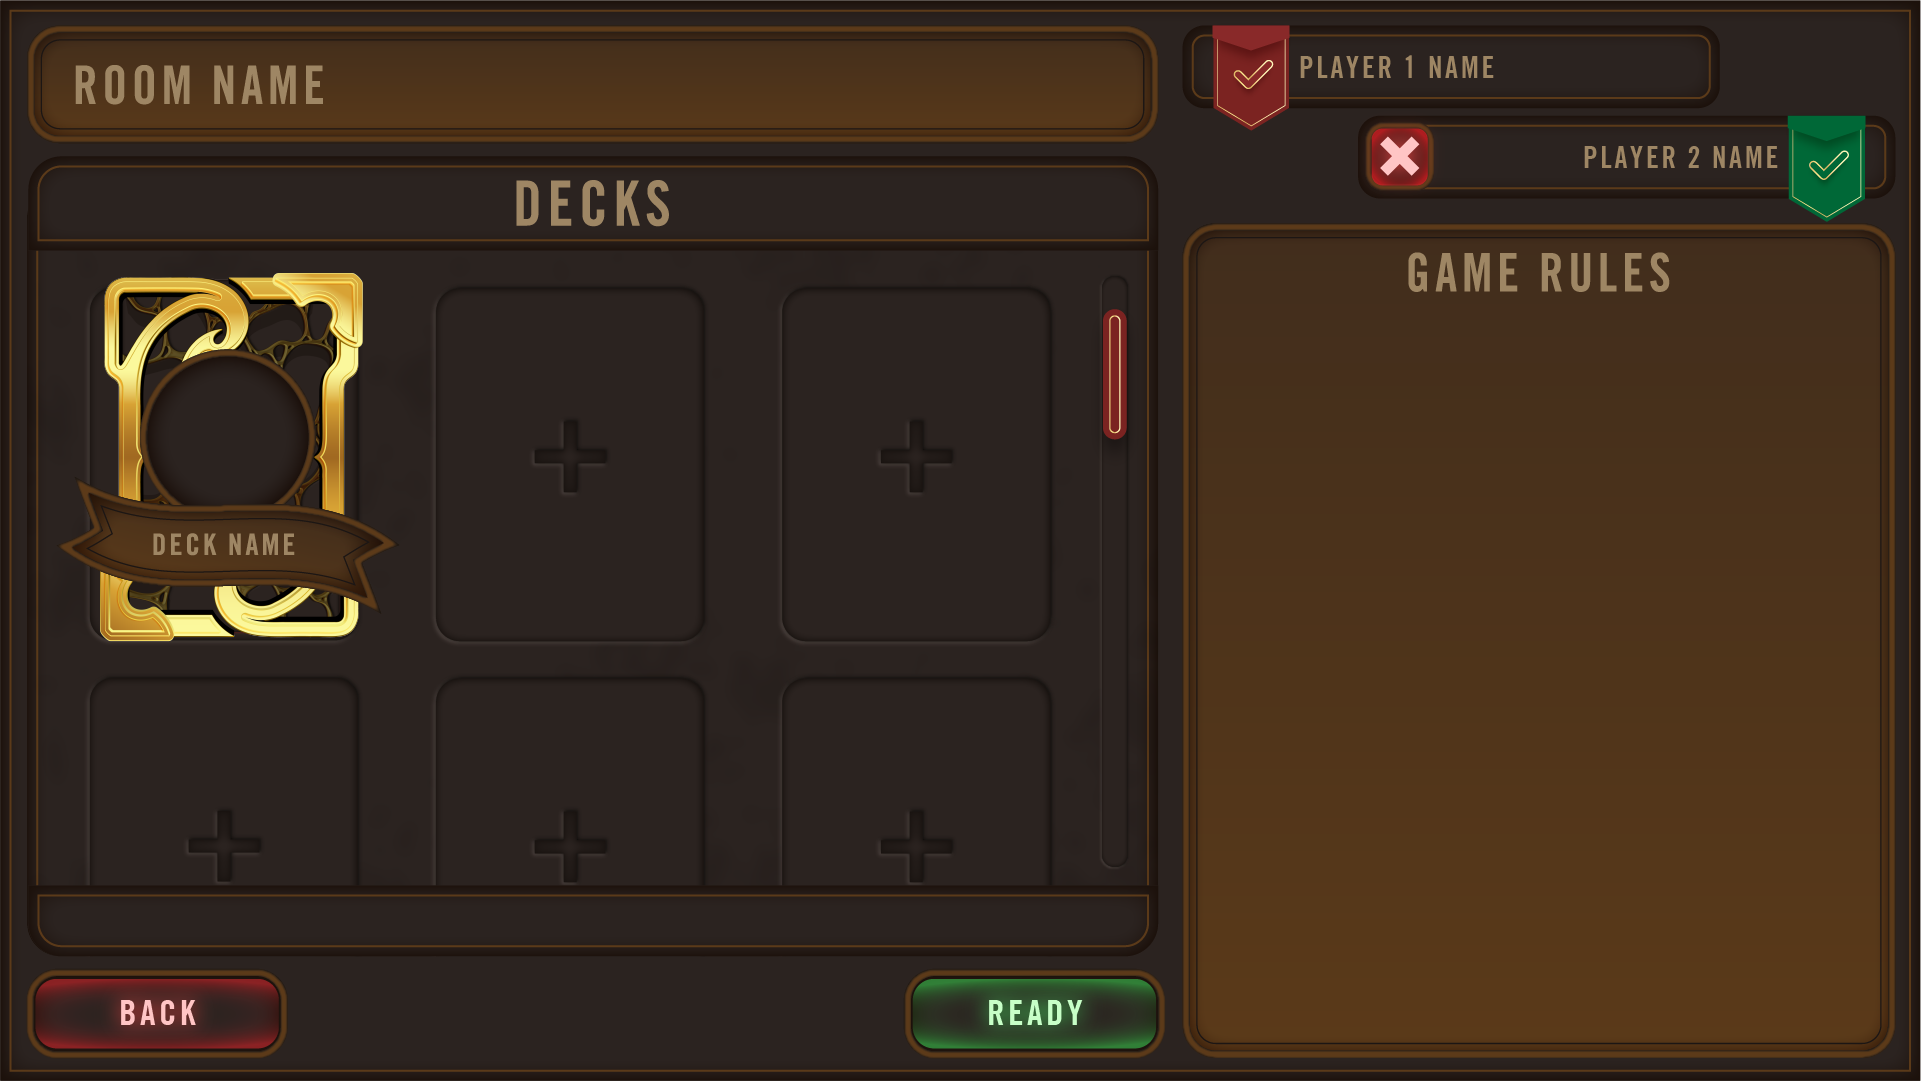 ROOM NAME
PLAYER 1 NAME
PLAYER 2 NAME
DECKS
GAME RULES
DECK NAME
BACK
READY